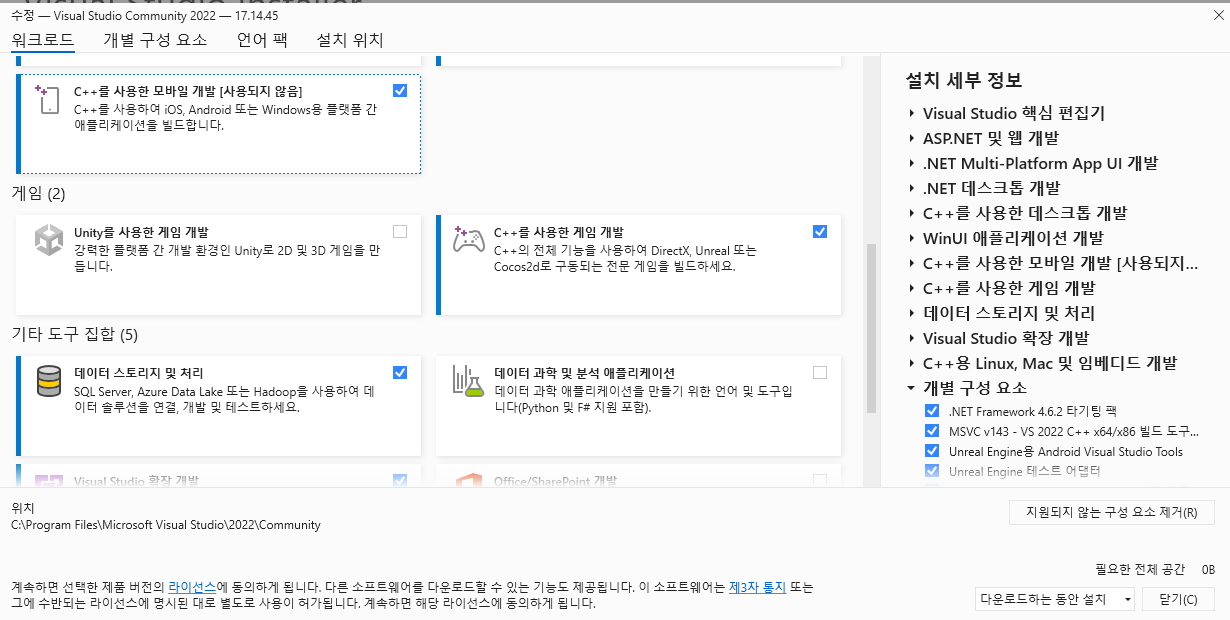 수정 — Visual Studio Community 2022 — 17.14.45
워크로드 개별 구성 요소 언어 팩 설치 위치
C++를 사용한 모바일 개발 [사용되지 않음]
C++를 사용하여 iOS, Android 또는 Windows용 플랫폼 간
애플리케이션을 빌드합니다.
게임 (2)
Unity를 사용한 게임 개발
강력한 플랫폼 간 개발 환경인 Unity로 2D 및 3D 게임을 만
듭니다.
C++를 사용한 게임 개발
C++의 전체 기능을 사용하여 DirectX, Unreal 또는
Cocos2d로 구동되는 전문 게임을 빌드하세요.
기타 도구 집합 (5)
데이터 스토리지 및 처리
SQL Server, Azure Data Lake 또는 Hadoop을 사용하여 데
이터 솔루션을 연결, 개발 및 테스트하세요.
데이터 과학 및 분석 애플리케이션
데이터 과학 애플리케이션을 만들기 위한 언어 및 도구입
니다(Python 및 F# 지원 포함).
Visual Studio 확장 개발
Office/SharePoint 개발
설치 세부 정보
Visual Studio 핵심 편집기
ASP.NET 및 웹 개발
.NET Multi-Platform App UI 개발
.NET 데스크톱 개발
C++를 사용한 데스크톱 개발
WinUI 애플리케이션 개발
C++를 사용한 모바일 개발 [사용되지...
C++를 사용한 게임 개발
데이터 스토리지 및 처리
Visual Studio 확장 개발
C++용 Linux, Mac 및 임베디드 개발
개별 구성 요소
.NET Framework 4.6.2 타기팅 팩
MSVC v143 - VS 2022 C++ x64/x86 빌드 도구...
Unreal Engine용 Android Visual Studio Tools
Unreal Engine 테스트 어댑터
위치
C:\Program Files\Microsoft Visual Studio\2022\Community
지원되지 않는 구성 요소 제거(R)
계속하면 선택한 제품 버전의 라이선스에 동의하게 됩니다. 다른 소프트웨어를 다운로드할 수 있는 기능도 제공됩니다. 이 소프트웨어는 제3자 통지 또는
그에 수반되는 라이선스에 명시된 대로 별도로 사용이 허가됩니다. 계속하면 해당 라이선스에 동의하게 됩니다.
필요한 전체 공간 0B
다운로드하는 동안 설치 닫기(C)